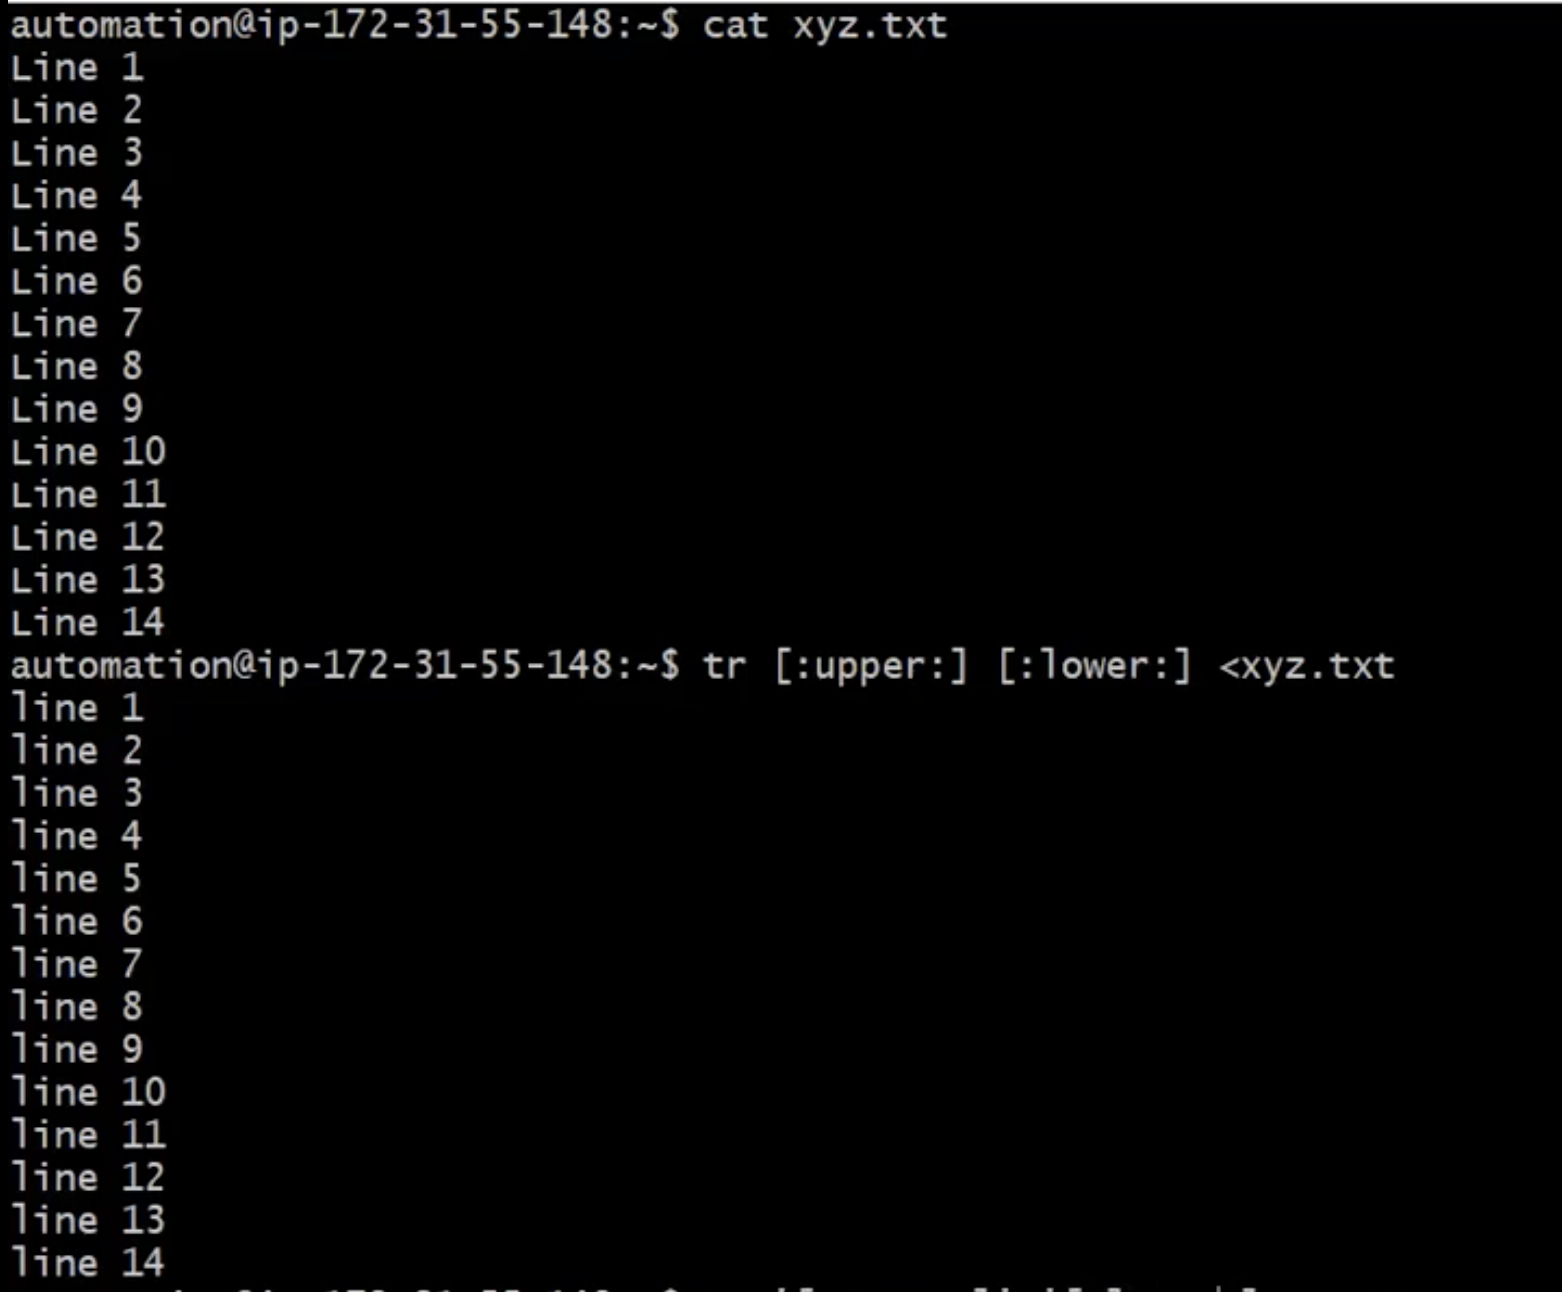 automation@ip-172-31-55-148:~$ cat xyz.txt
Line 1
Line 2
Line 3
Line 4
Line 5
Line 6
Line 7
Line 8
Line 9
Line 10
Line 11
Line 12
Line 13
Line 14
automation@ip-172-31-55-148:~$ tr [:upper:] [:lower:] <xyz.txt
line 1
line 2
line 3
line 4
line 5
line 6
line 7
line 8
line 9
line 10
line 11
line 12
line 13
line 14